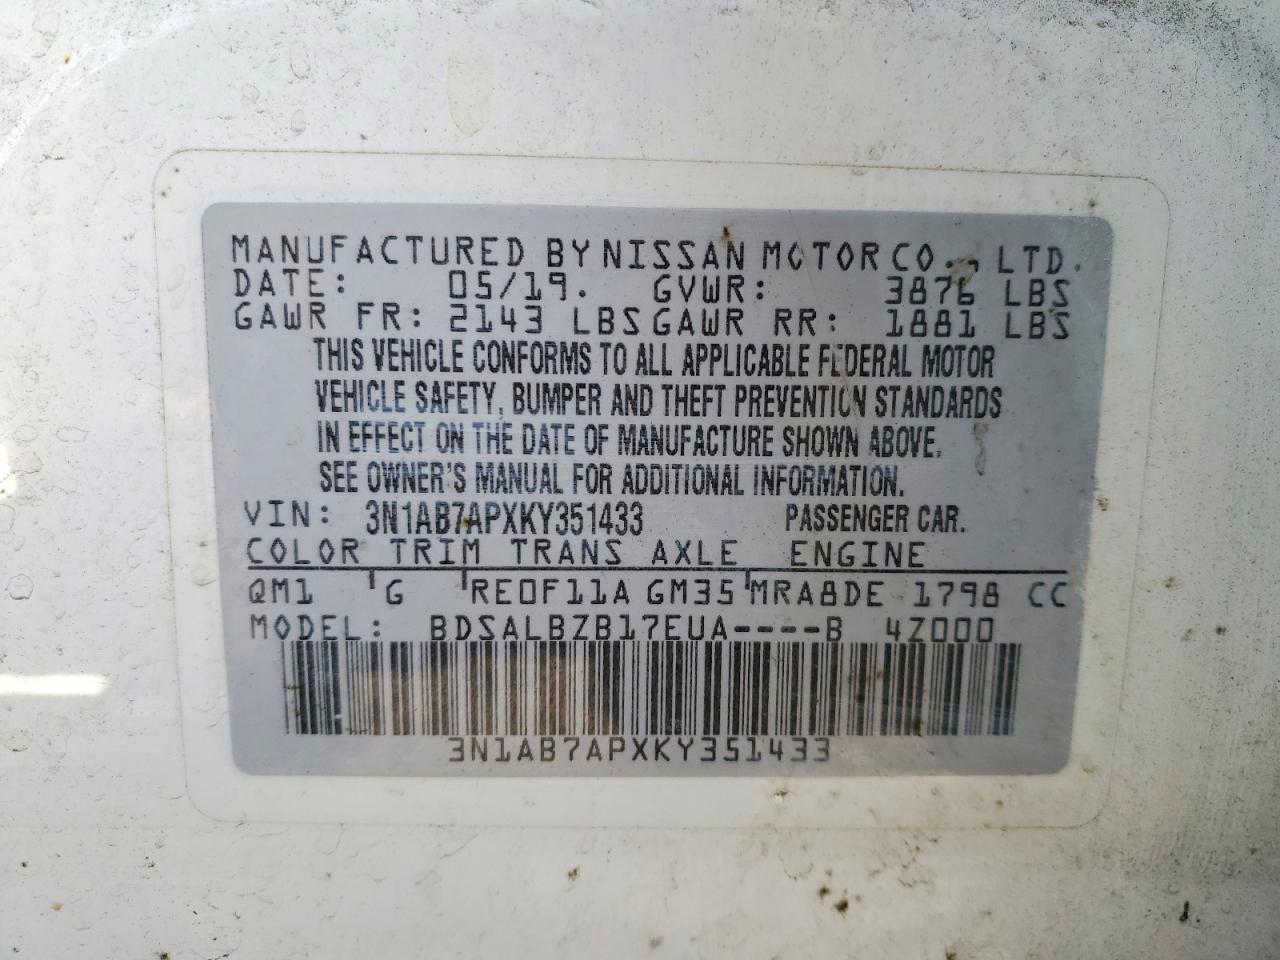 MANUFACTURED BY NISSAN MOTOR CO., LTD.
DATE: 05/19. GVWR: 3876 LBS
GAWR FR: 2143 LBS GAWR RR: 1881 LBS
THIS VEHICLE CONFORMS TO ALL APPLICABLE FEDERAL MOTOR
VEHICLE SAFETY, BUMPER AND THEFT PREVENTION STANDARDS
IN EFFECT ON THE DATE OF MANUFACTURE SHOWN ABOVE.
SEE OWNER'S MANUAL FOR ADDITIONAL INFORMATION.
VIN: 3N1AB7APXKY351433 PASSENGER CAR.
COLOR TRIM TRANS AXLE ENGINE
QM1 G RE0F11A GM35 MRA8DE 1798 CC
MODEL: BDSALBZB17EUA----B 4Z000
3N1AB7APXKY351433